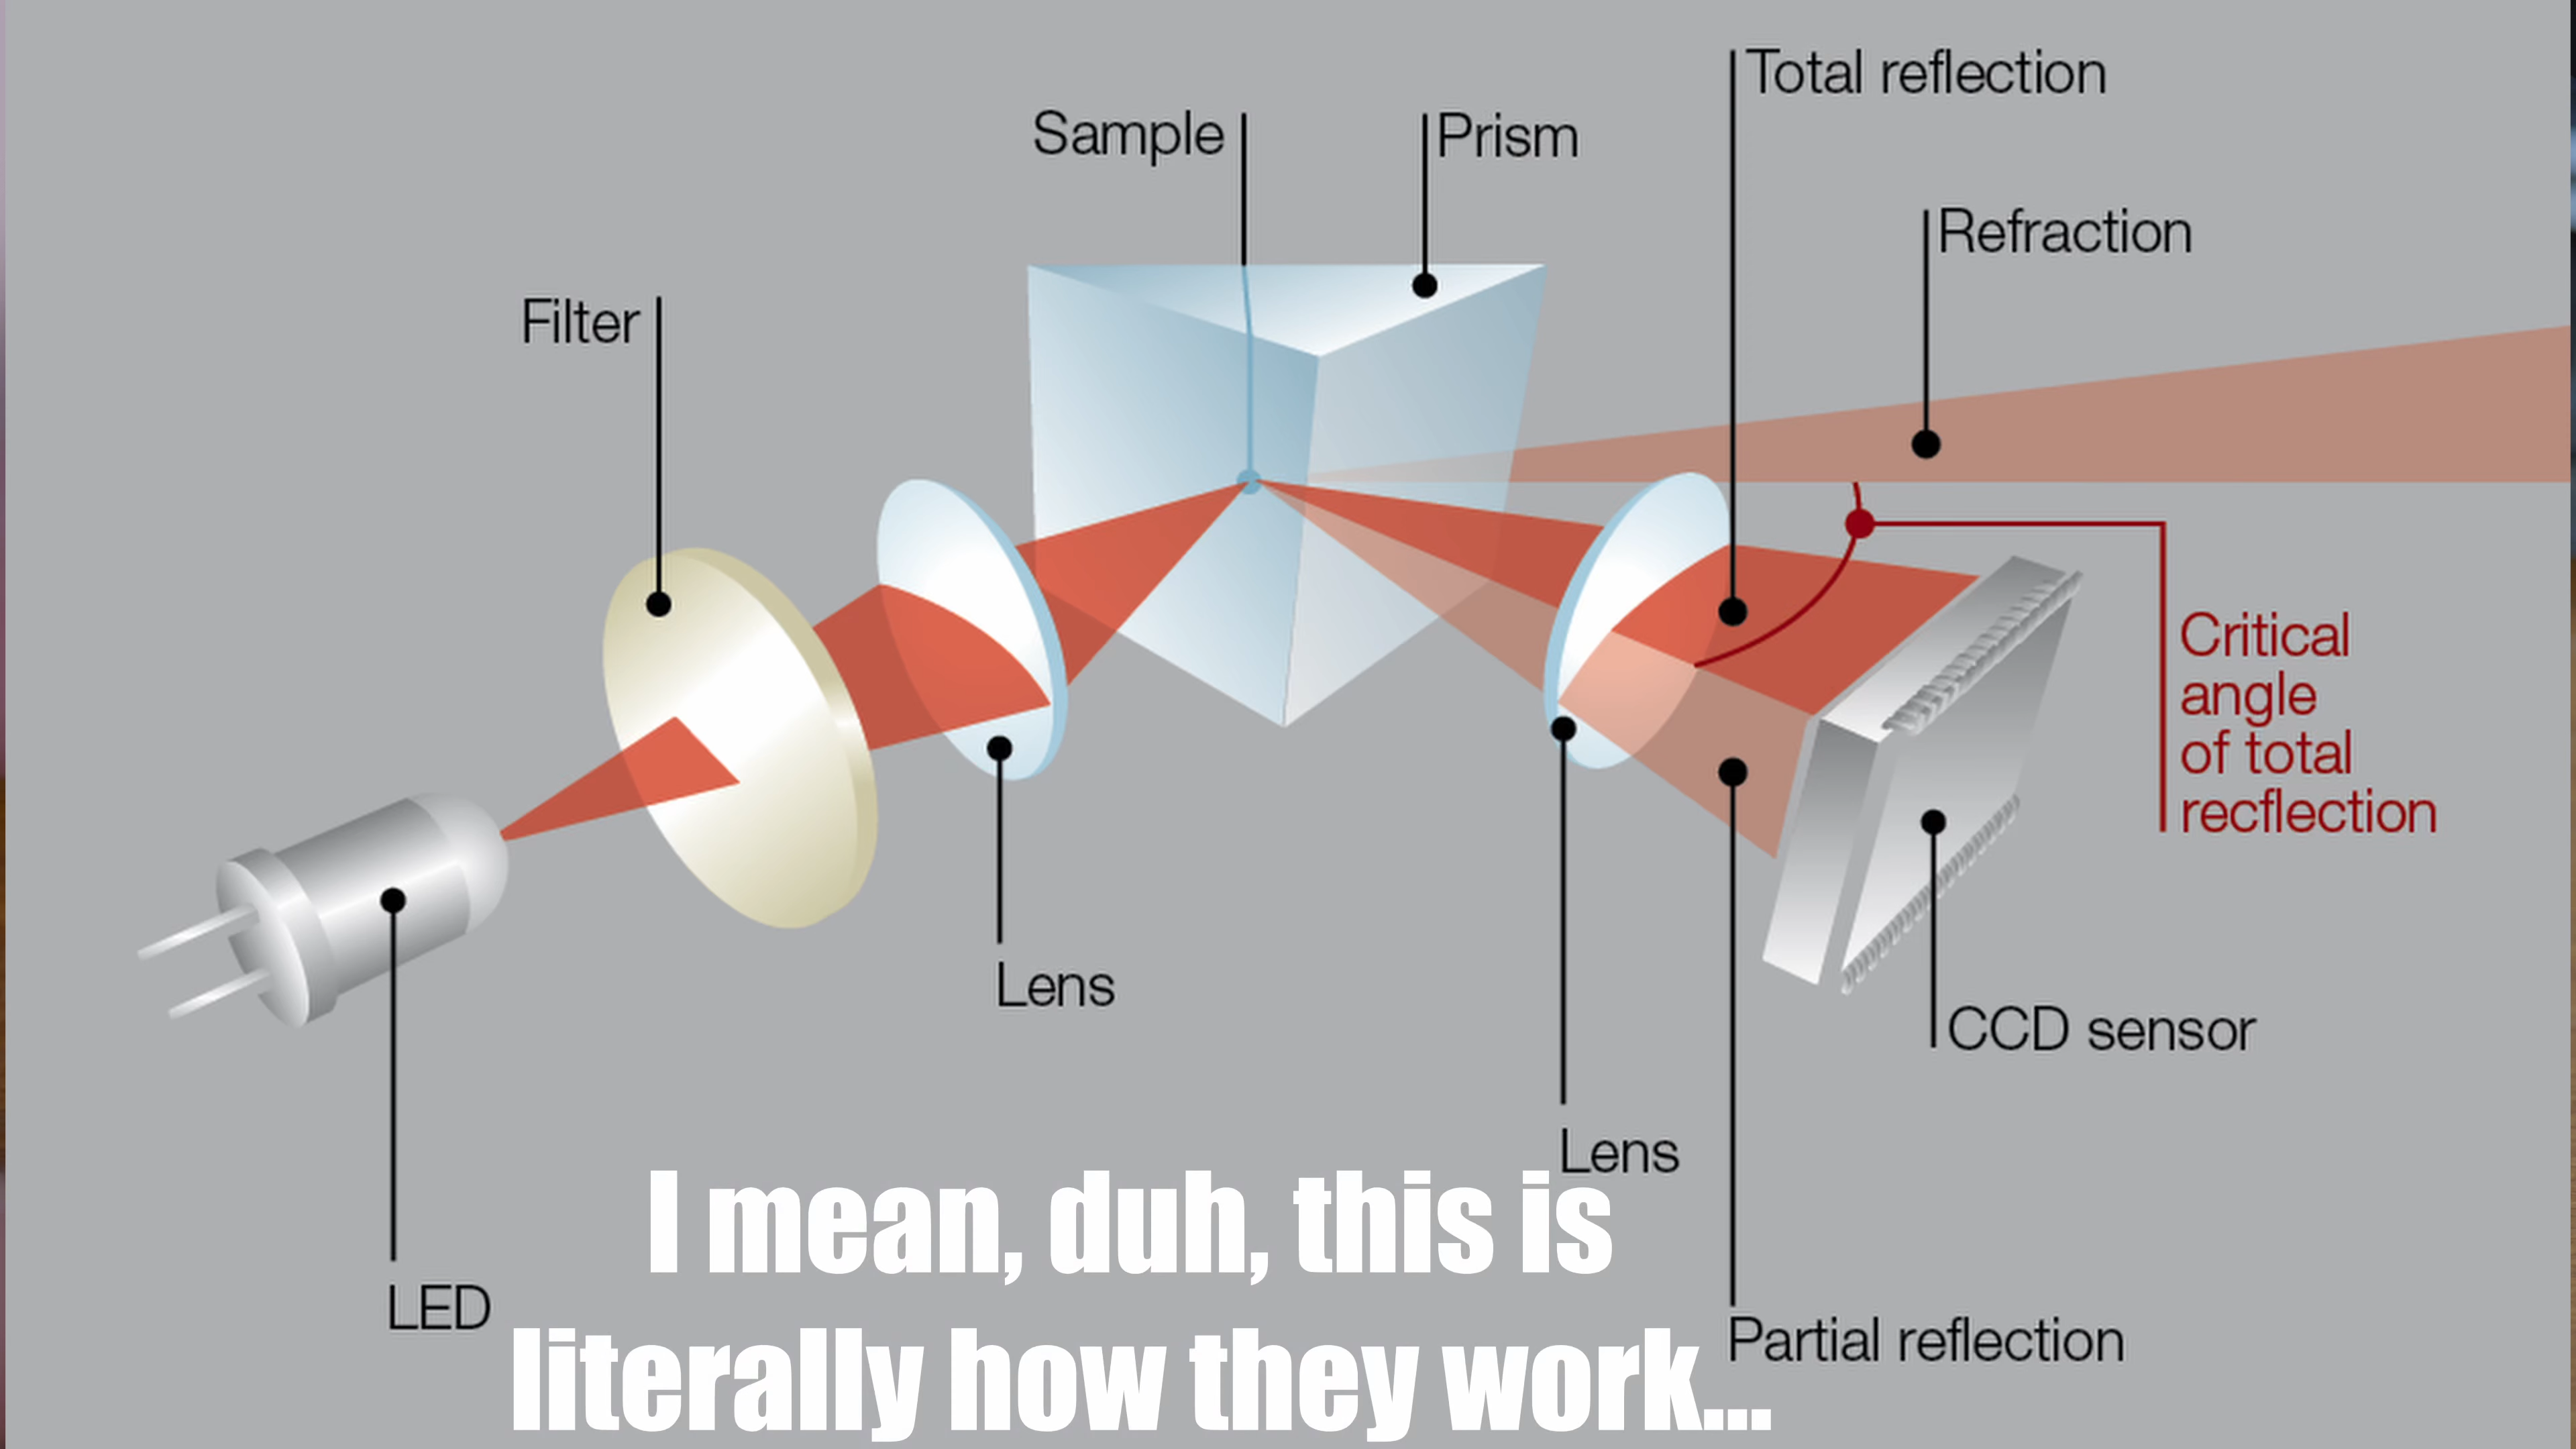 Total reflection
Sample
Prism
Refraction
Filter
Critical
angle
of total
recflection
Lens
CCD sensor
Lens
LED
Partial reflection
I mean, duh, this is
literally how they work...